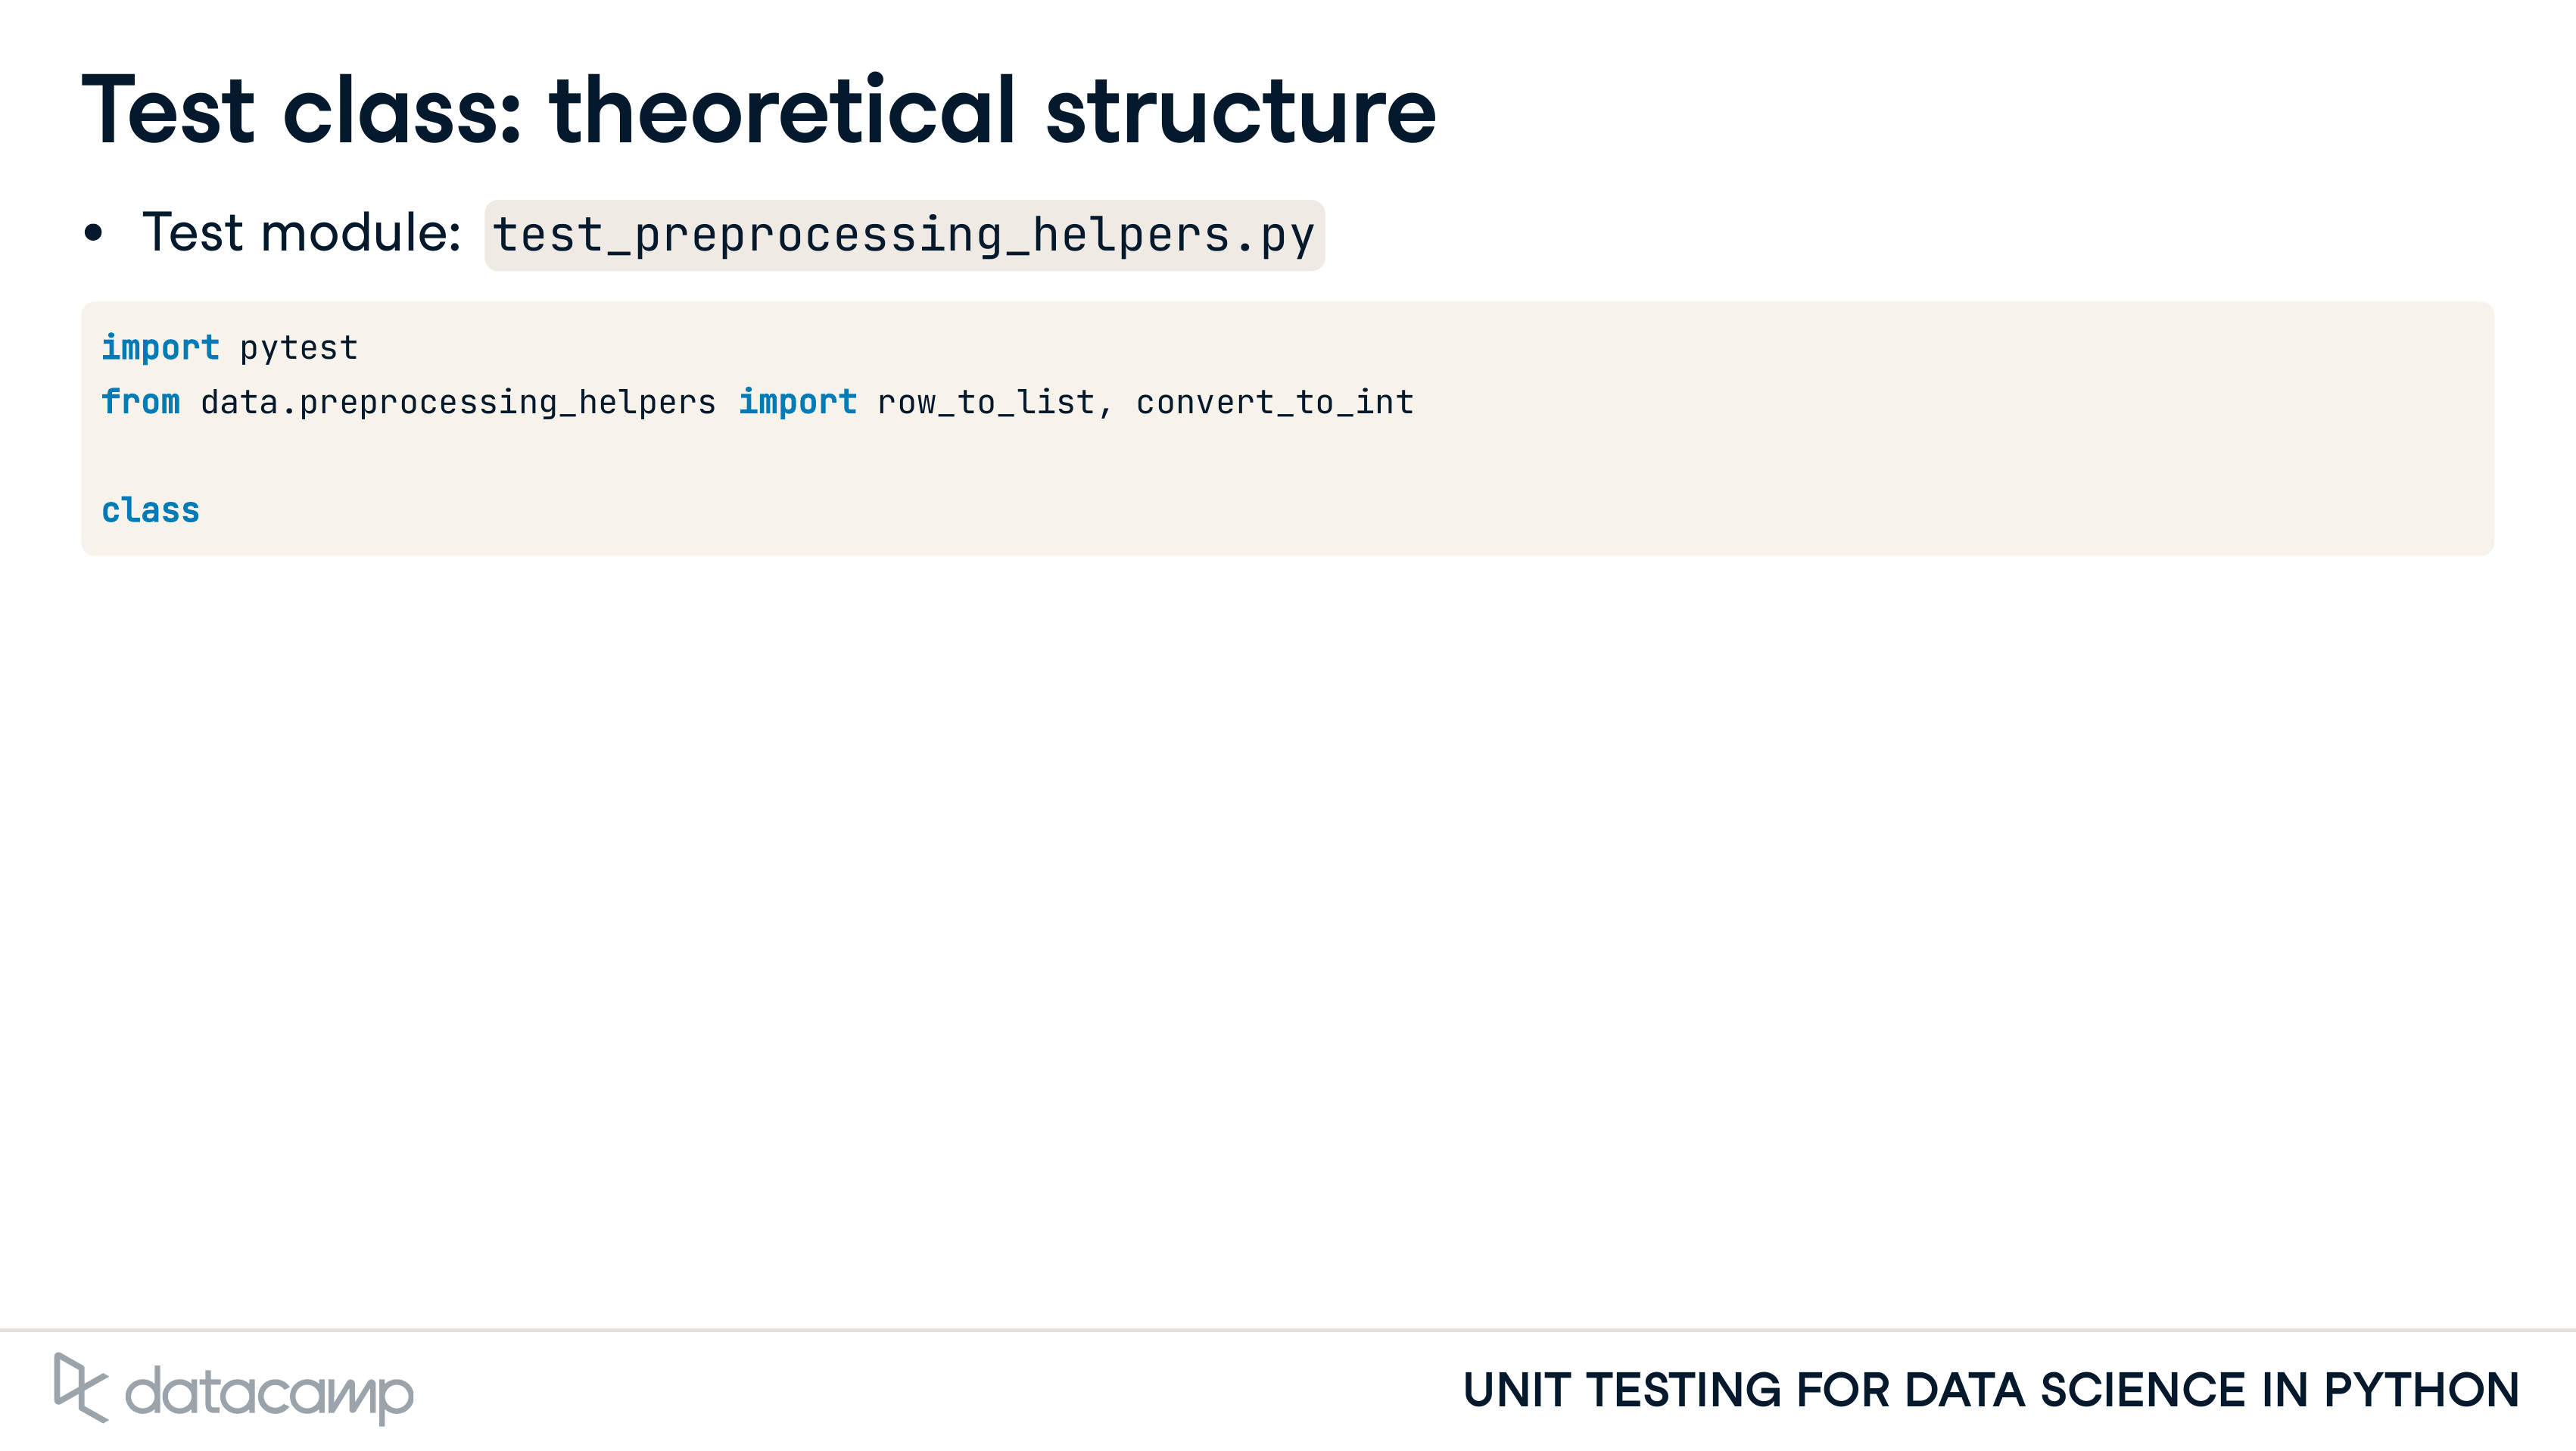 Test class: theoretical structure
• Test module: test_preprocessing_helpers.py
import pytest
from data.preprocessing_helpers import row_to_list, convert_to_int
class
datacamp
UNIT TESTING FOR DATA SCIENCE IN PYTHON